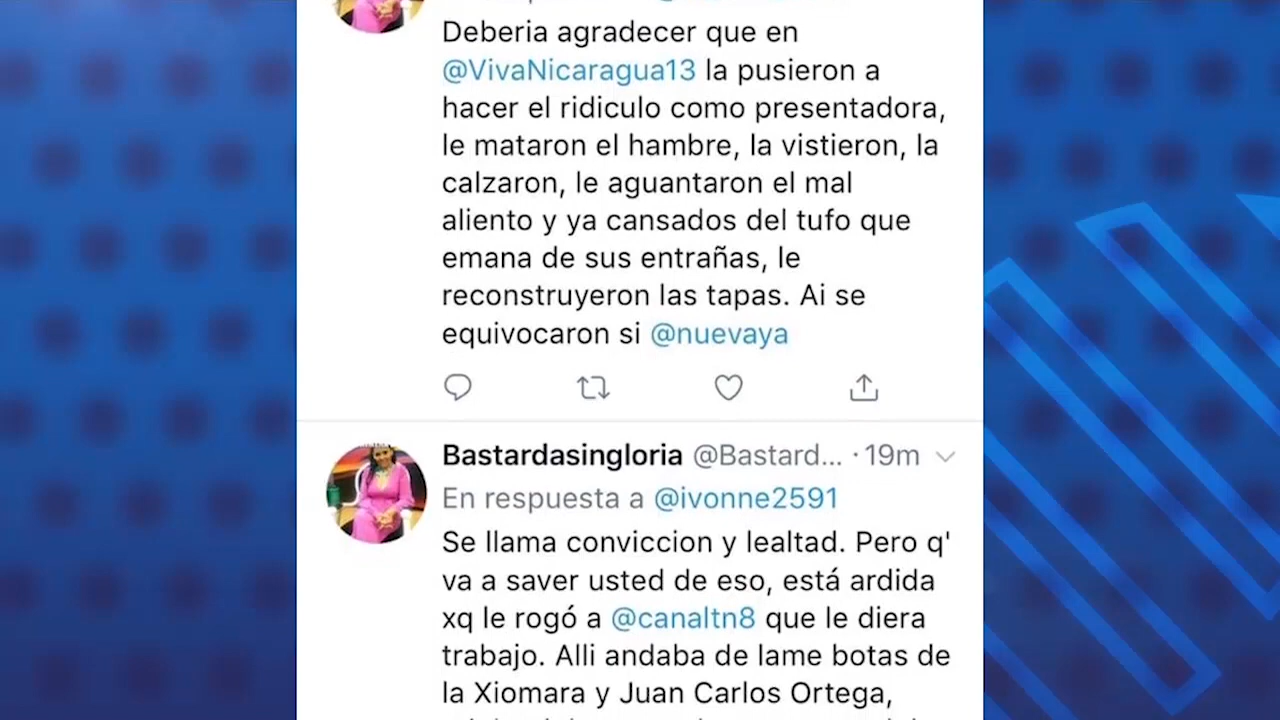 Deberia agradecer que en
@VivaNicaragua13 la pusieron a
hacer el ridiculo como presentadora,
le mataron el hambre, la vistieron, la
calzaron, le aguantaron el mal
aliento y ya cansados del tufo que
emana de sus entrañas, le
reconstruyeron las tapas. Ai se
equivocaron si @nuevaya
Bastardasingloria @Bastard... · 19m
En respuesta a @ivonne2591
Se llama conviccion y lealtad. Pero q'
va a saver usted de eso, está ardida
xq le rogó a @canaltn8 que le diera
trabajo. Alli andaba de lame botas de
la Xiomara y Juan Carlos Ortega,